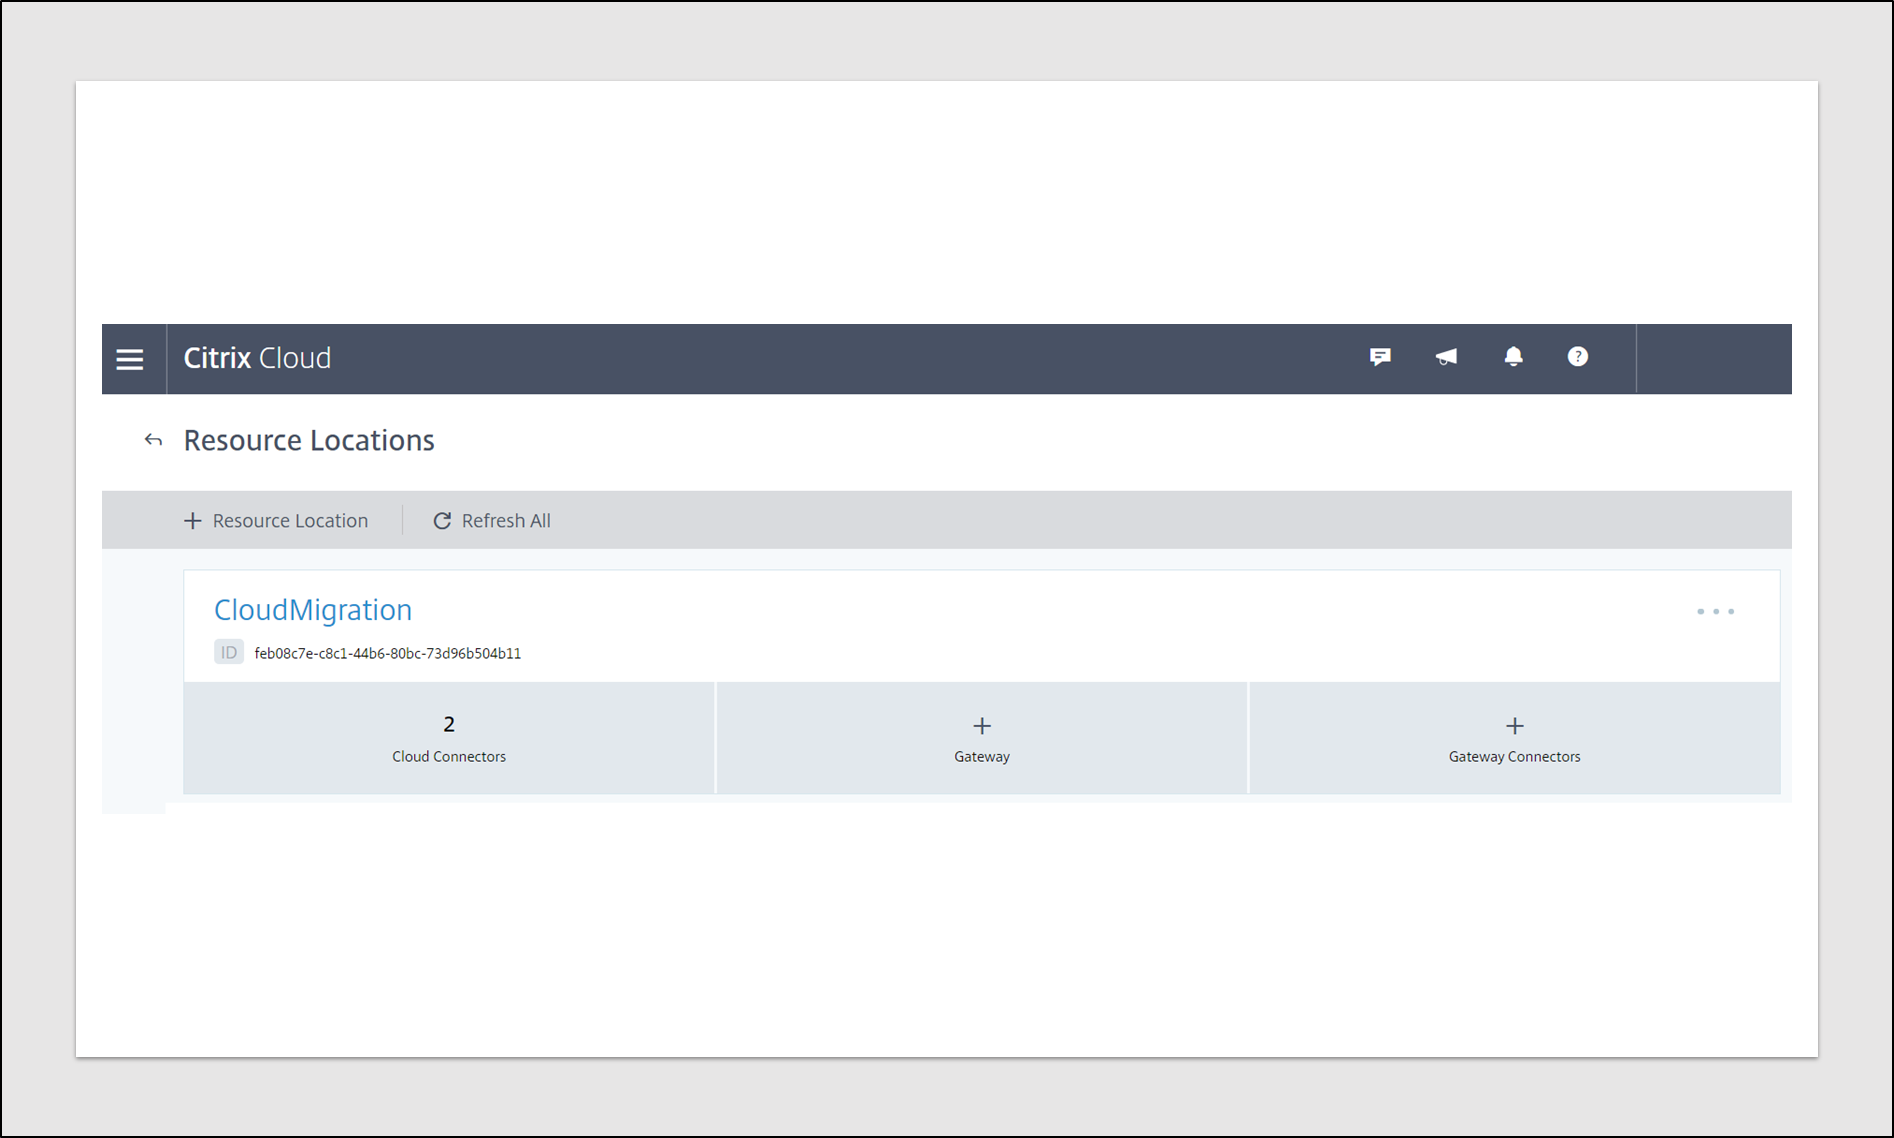 Citrix Cloud
Resource Locations
+ Resource Location
Refresh All
CloudMigration
ID feb08c7e-c8c1-44b6-80bc-73d96b504b11
2
Cloud Connectors
+
Gateway
+
Gateway Connectors